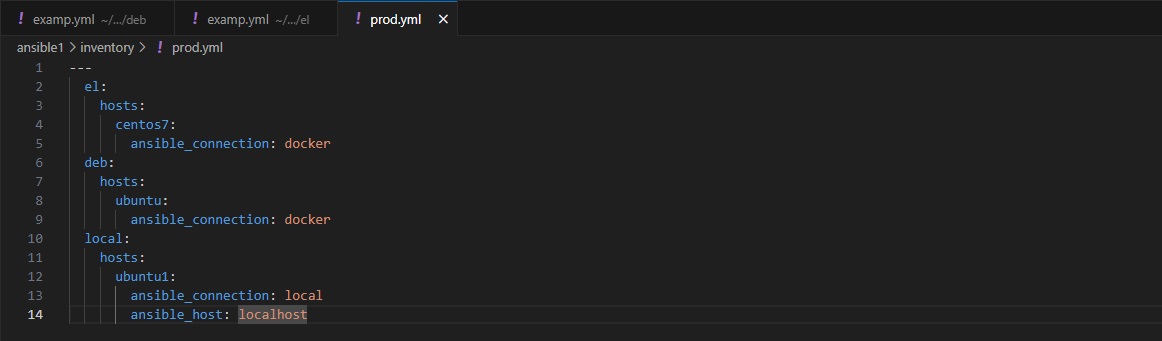 ! examp.yml ~/.../deb ! examp.yml ~/.../el ! prod.yml ×
ansible1 > inventory > ! prod.yml
1 ---
2 el:
3 hosts:
4 centos7:
5 ansible_connection: docker
6 deb:
7 hosts:
8 ubuntu:
9 ansible_connection: docker
10 local:
11 hosts:
12 ubuntu1:
13 ansible_connection: local
14 ansible_host: localhost